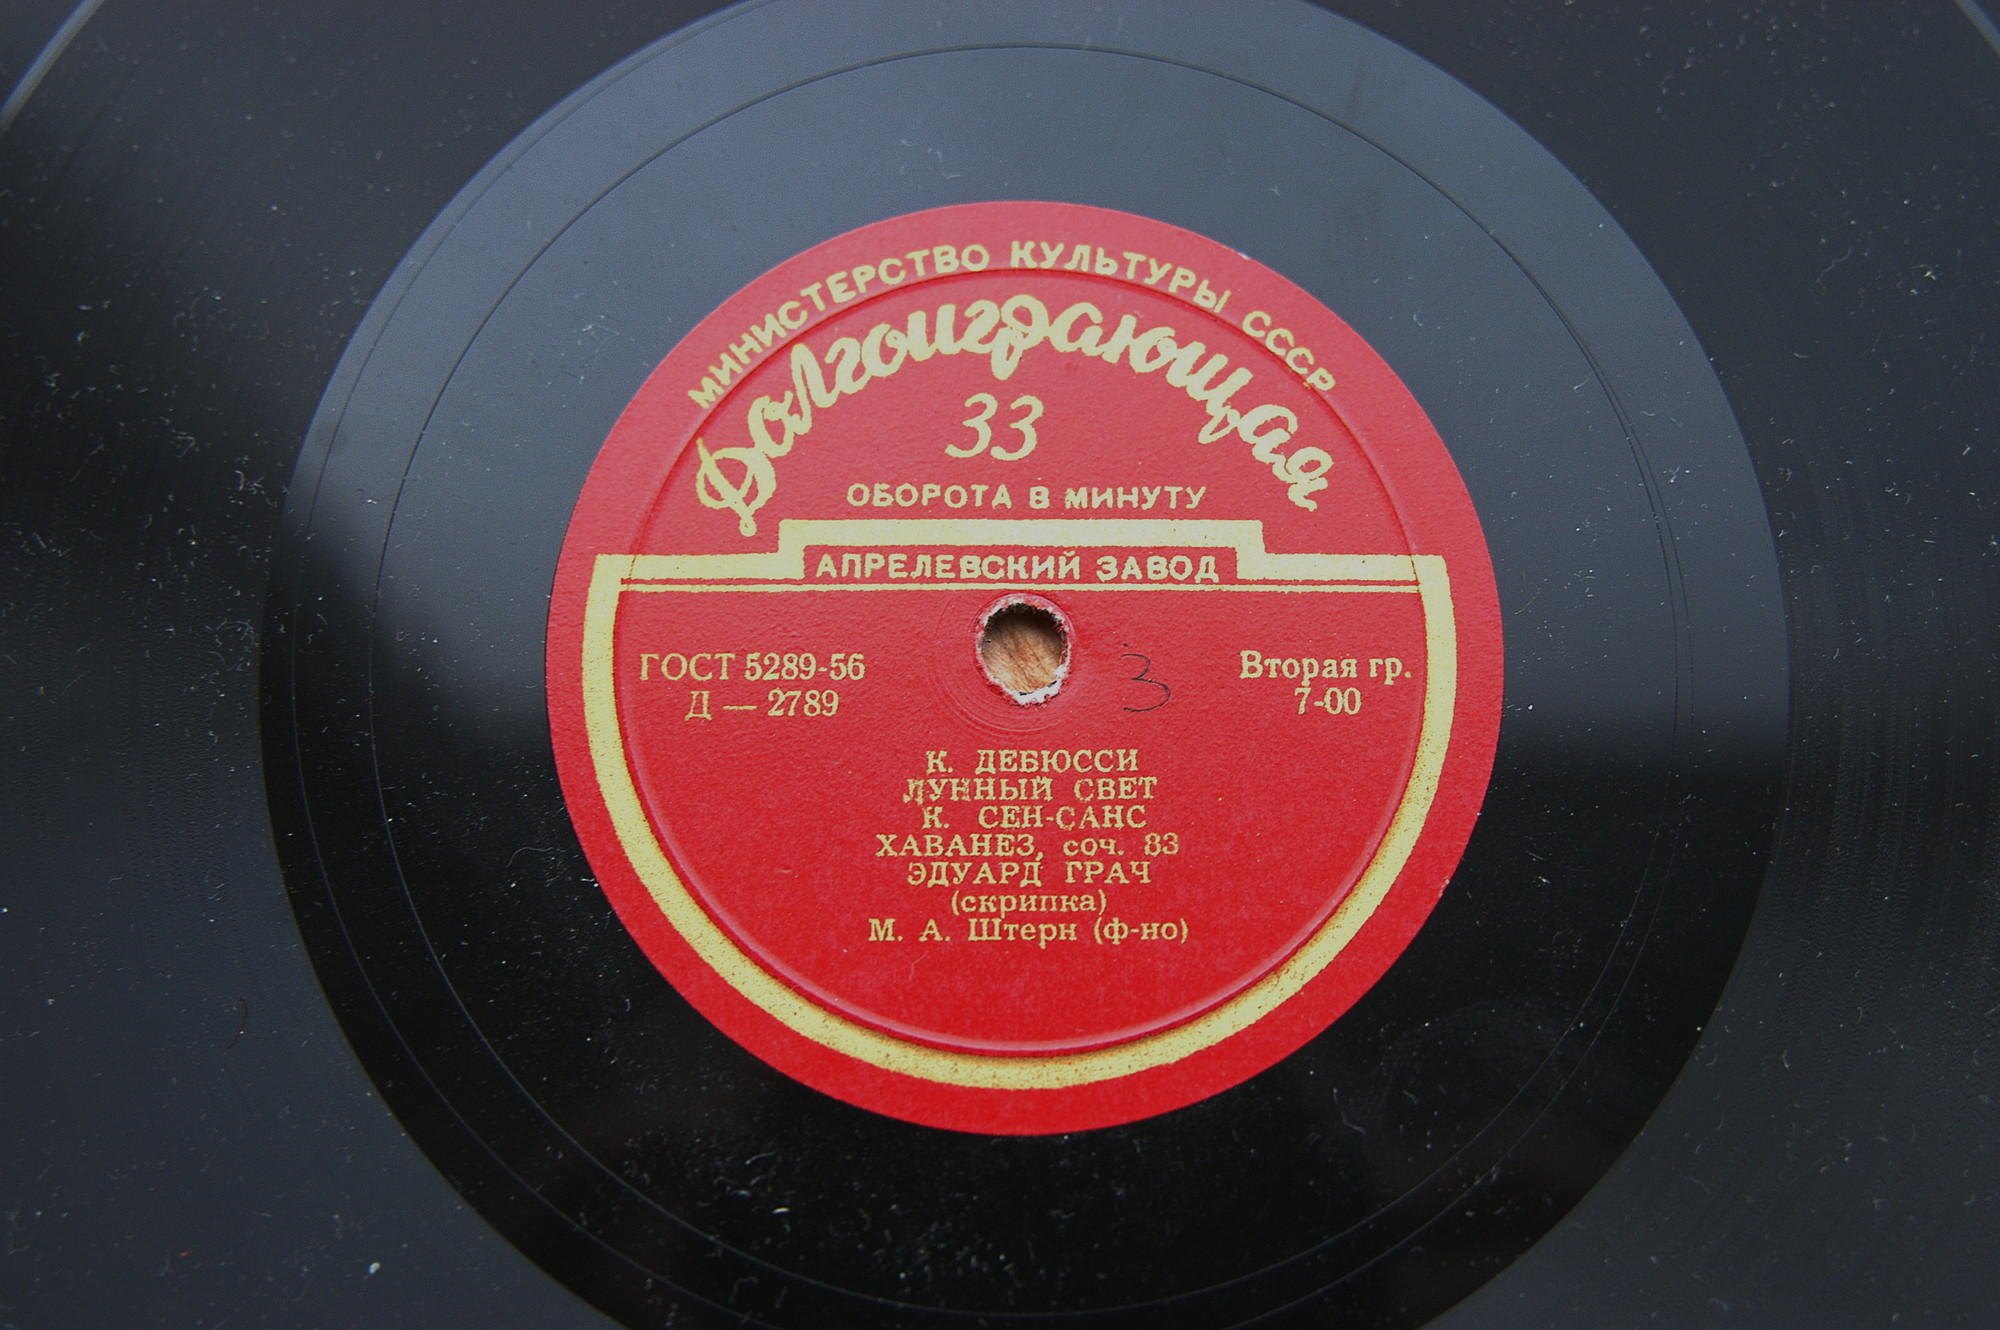 МИНИСТЕРСТВО КУЛЬТУРЫ СССР
Долгоиграющая
33
ОБОРОТА В МИНУТУ
АПРЕЛЕВСКИЙ ЗАВОД
ГОСТ 5289-56
Д — 2789
3
Вторая гр.
7-00
К. ДЕБЮССИ
ЛУННЫЙ СВЕТ
К. СЕН-САНС
ХАВАНЕЗ, соч. 83
ЭДУАРД ГРАЧ
(скрипка)
М. А. Штерн (ф-но)